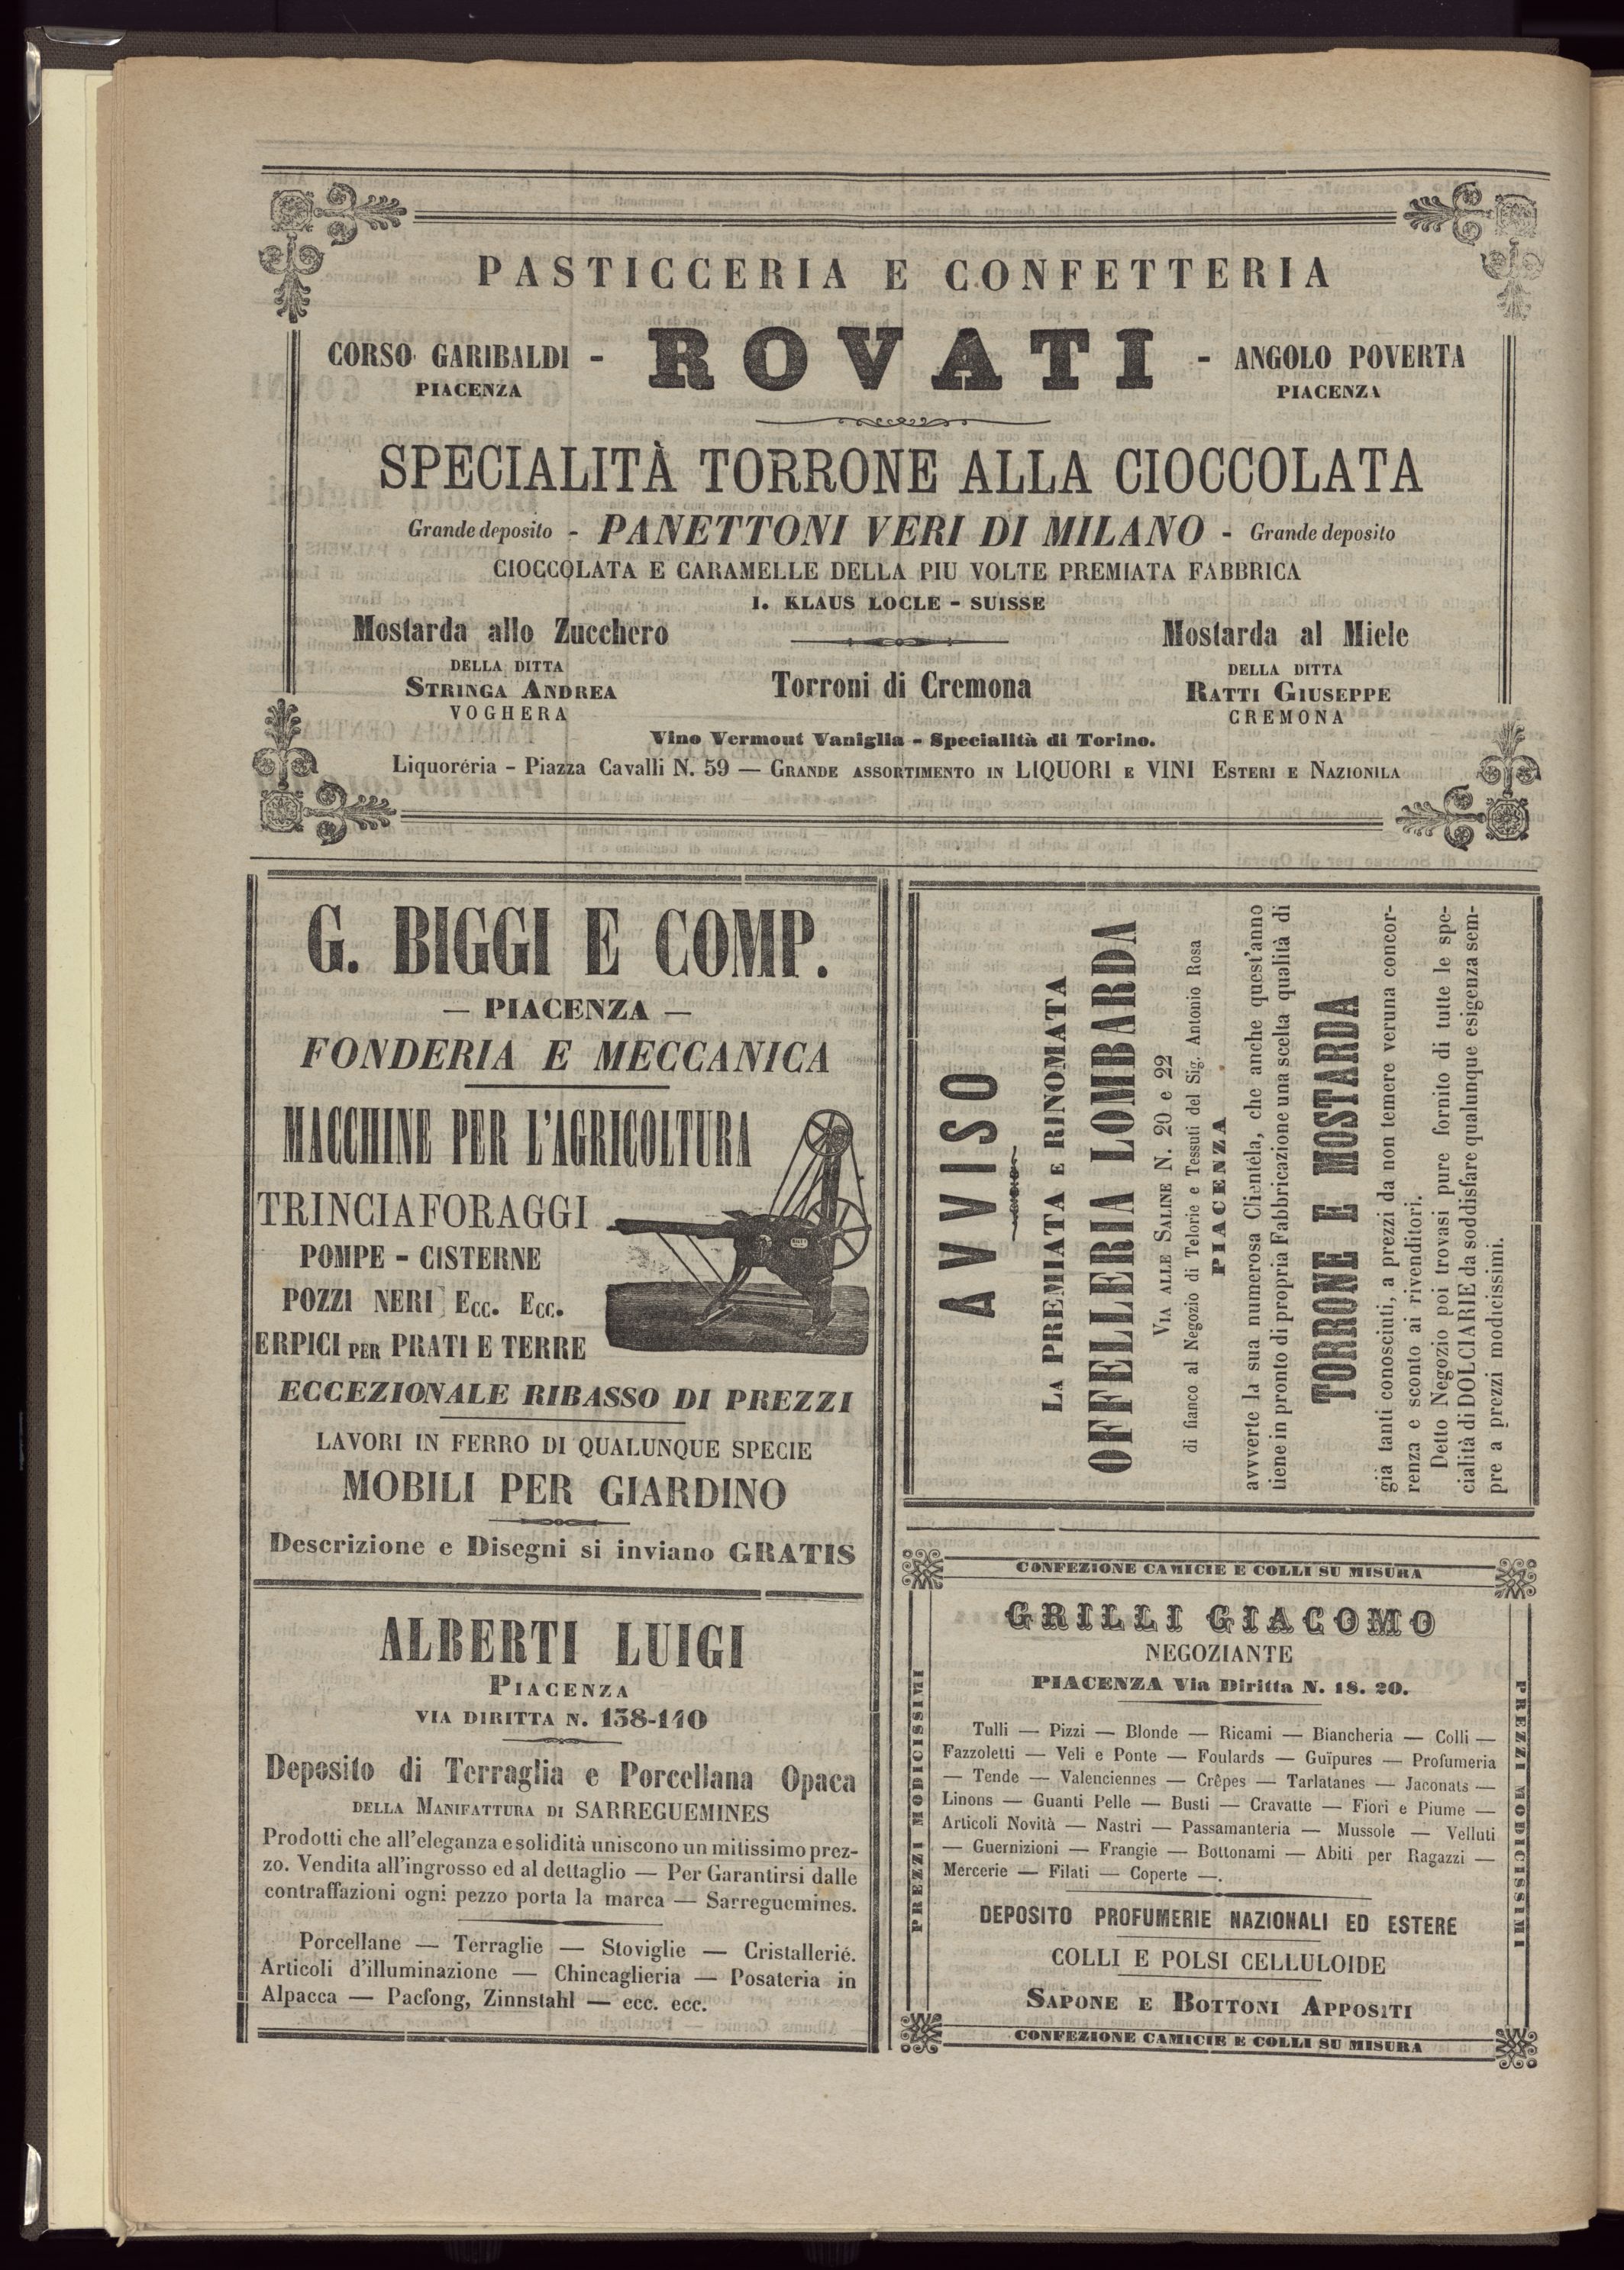 PASTICCERIA E CONFETTERIA
CORSO GARIBALDI - ROVATI - ANGOLO POVERTA
PIACENZA PIACENZA
SPECIALITÀ TORRONE ALLA CIOCCOLATA
Grande deposito - PANETTONI VERI DI MILANO - Grande deposito
CIOCCOLATA E CARAMELLE DELLA PIU VOLTE PREMIATA FABBRICA
I. KLAUS LOCLE - SUISSE
Mostarda allo Zucchero
DELLA DITTA
STRINGA ANDREA
VOGHERA
Torroni di Cremona
Mostarda al Miele
DELLA DITTA
RATTI GIUSEPPE
CREMONA
Vino Vermout Vaniglia - Specialità di Torino.
Liquoréria - Piazza Cavalli N. 59 — GRANDE ASSORTIMENTO IN LIQUORI E VINI ESTERI E NAZIONILA
G. BIGGI E COMP.
— PIACENZA —
FONDERIA E MECCANICA
MACCHINE PER L'AGRICOLTURA
TRINCIAFORAGGI
POMPE - CISTERNE
POZZI NERI ECC. ECC.
ERPICI PER PRATI E TERRE
ECCEZIONALE RIBASSO DI PREZZI
LAVORI IN FERRO DI QUALUNQUE SPECIE
MOBILI PER GIARDINO
Descrizione e Disegni si inviano GRATIS
ALBERTI LUIGI
PIACENZA
VIA DIRITTA N. 138-140
Deposito di Terraglia e Porcellana Opaca
DELLA MANIFATTURA DI SARREGUEMINES
Prodotti che all'eleganza e solidità uniscono un mitissimo prez-
zo. Vendita all'ingrosso ed al dettaglio — Per Garantirsi dalle
contraffazioni ogni pezzo porta la marca — Sarreguemines.
Porcellane — Terraglie — Stoviglie — Cristallerié.
Articoli d'illuminazione — Chincaglieria — Posateria in
Alpacca — Pacfong, Zinnstahl — ecc. ecc.
AVVISO
LA PREMIATA E RINOMATA
OFFELLERIA LOMBARDA
VIA ALLE SALINE N. 20 e 22
di fianco al Negozio di Telerie e Tessuti del Sig. Antonio Rosa
PIACENZA
avverte la sua numerosa Clientela, che anche quest'anno
tiene in pronto di propria Fabbricazione una scelta qualità di
TORRONE E MOSTARDA
già tanti conosciuti, a prezzi da non temere veruna concor-
renza e sconto ai rivenditori.
Detto Negozio poi trovasi pure fornito di tutte le spe-
cialità di DOLCIARIE da soddisfare qualunque esigenza sem-
pre a prezzi modicissimi.
CONFEZIONE CAMICIE E COLLI SU MISURA
GRILLI GIACOMO
NEGOZIANTE
PIACENZA Via Diritta N. 18. 20.
Tulli — Pizzi — Blonde — Ricami — Biancheria — Colli —
Fazzoletti — Veli e Ponte — Foulards — Guïpures — Profumeria
— Tende — Valenciennes — Crêpes — Tarlatanes — Jaconats —
Linons — Guanti Pelle — Busti — Cravatte — Fiori e Piume —
Articoli Novità — Nastri — Passamanteria — Mussole — Velluti
— Guernizioni — Frangie — Bottonami — Abiti per Ragazzi —
Mercerie — Filati — Coperte —.
DEPOSITO PROFUMERIE NAZIONALI ED ESTERE
COLLI E POLSI CELLULOIDE
SAPONE E BOTTONI APPOSITI
CONFEZIONE CAMICIE E COLLI SU MISURA
PREZZI MODICISSIMI
PREZZI MODICISSIMI